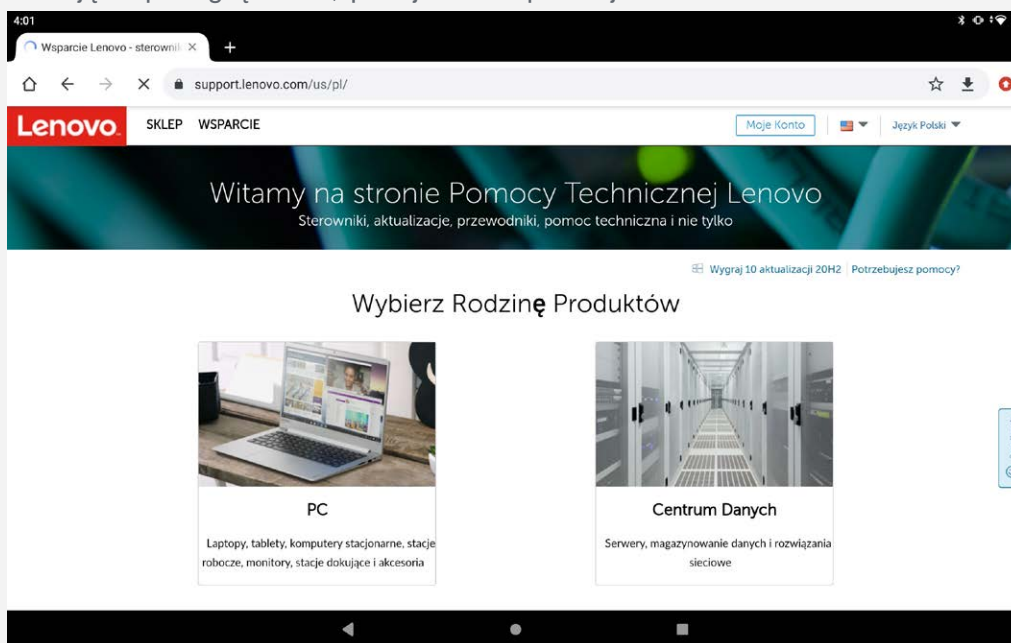 4:01
Wsparcie Lenovo - sterownik
support.lenovo.com/us/pl/
Lenovo.
SKLEP WSPARCIE
Moje Konto
Język Polski
Witamy na stronie Pomocy Technicznej Lenovo
Sterowniki, aktualizacje, przewodniki, pomoc techniczna i nie tylko
Wygraj 10 aktualizacji 20H2 Potrzebujesz pomocy?
Wybierz Rodzinę Produktów
PC
Laptopy, tablety, komputery stacjonarne, stacje
robocze, monitory, stacje dokujące i akcesoria
Centrum Danych
Serwery, magazynowanie danych i rozwiązania
sieciowe